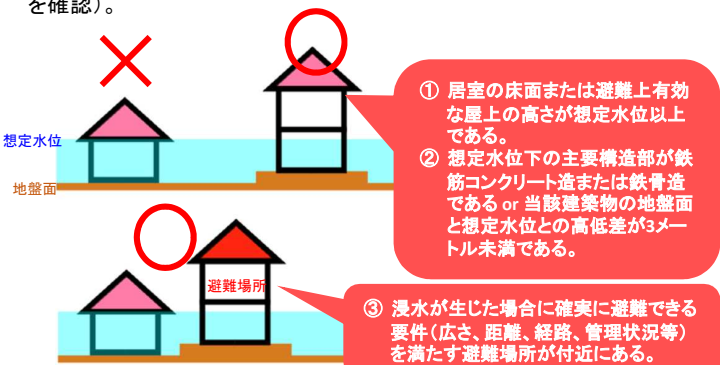 を確認）。
① 居室の床面または避難上有効
な屋上の高さが想定水位以上
である。
② 想定水位下の主要構造部が鉄
筋コンクリート造または鉄骨造
である or 当該建築物の地盤面
と想定水位との高低差が3メー
トル未満である。
想定水位
地盤面
避難場所
③ 浸水が生じた場合に確実に避難できる
要件（広さ、距離、経路、管理状況等）
を満たす避難場所が付近にある。